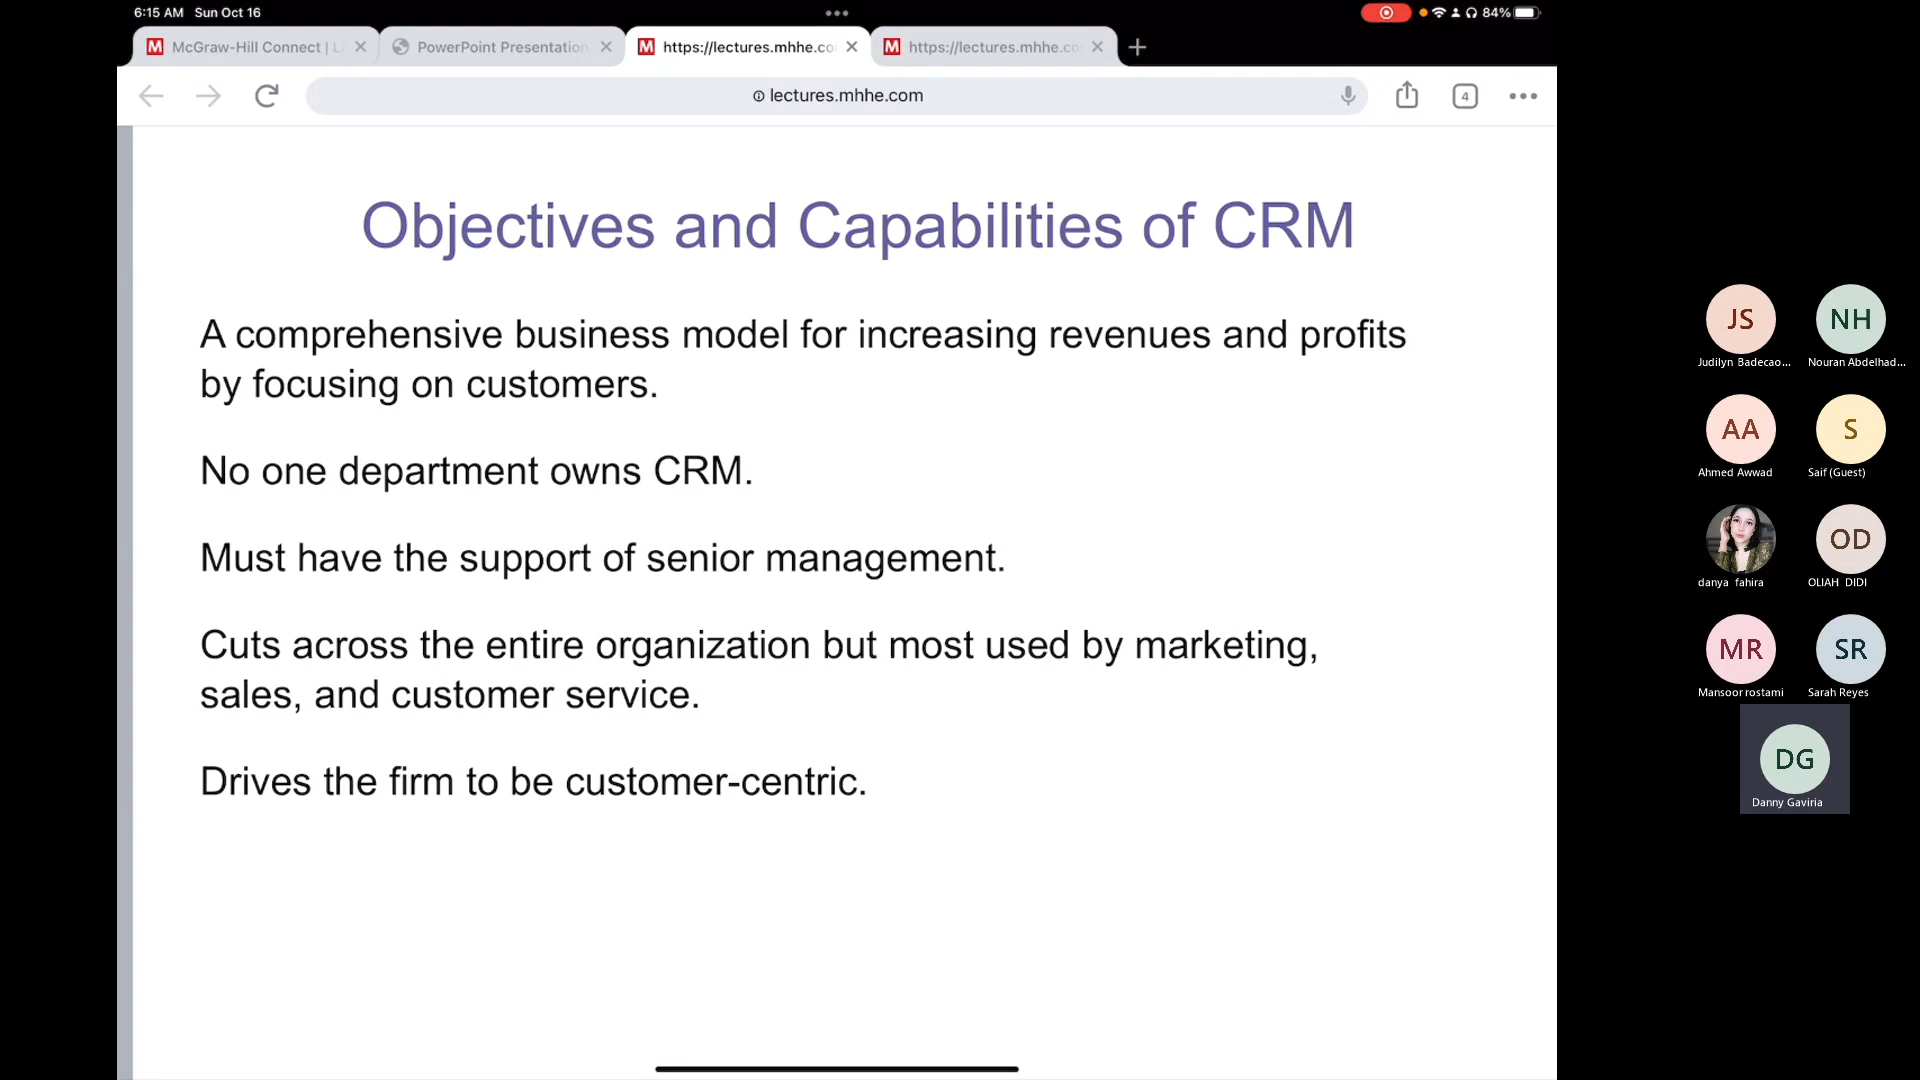 6:15 AM Sun Oct 16
84%
McGraw-Hill Connect | L
PowerPoint Presentation
https://lectures.mhhe.co
https://lectures.mhhe.co
lectures.mhhe.com
4
Objectives and Capabilities of CRM
A comprehensive business model for increasing revenues and profits
by focusing on customers.
No one department owns CRM.
Must have the support of senior management.
Cuts across the entire organization but most used by marketing,
sales, and customer service.
Drives the firm to be customer-centric.
JS
NH
Judilyn Badecao...
Nouran Abdelhad...
AA
S
Ahmed Awwad
Saif (Guest)
OD
danya fahira
OLIAH DIDI
MR
SR
Mansoor rostami
Sarah Reyes
DG
Danny Gaviria